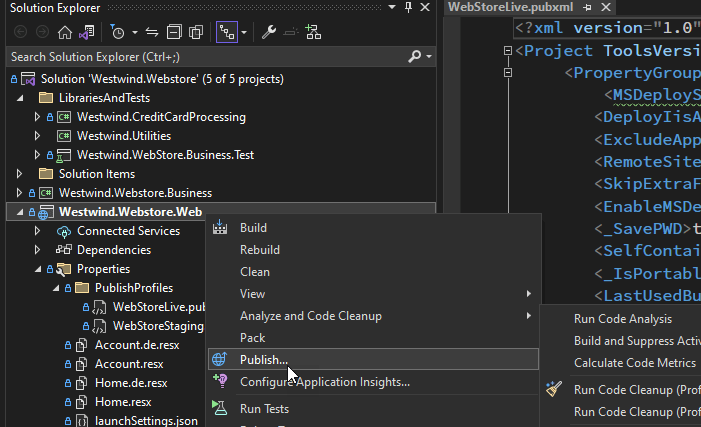 Solution Explorer
Search Solution Explorer (Ctrl+;)
Solution 'Westwind.Webstore' (5 of 5 projects)
LibrariesAndTests
C# Westwind.CreditCardProcessing
C# Westwind.Utilities
Westwind.WebStore.Business.Test
Solution Items
C# Westwind.Webstore.Business
Westwind.Webstore.Web
Connected Services
Dependencies
Properties
PublishProfiles
WebStoreLive.pub
WebStoreStaging
Account.de.resx
Account.resx
Home.de.resx
Home.resx
launchSettings.json
Build
Rebuild
Clean
View
Analyze and Code Cleanup
Pack
Publish...
Configure Application Insights...
Run Tests
Run Code Analysis
Build and Suppress Activ
Calculate Code Metrics
Run Code Cleanup (Prof
Run Code Cleanup (Prof
WebStoreLive.pubxml
<?xml version="1.0"
<Project ToolsVersi
<PropertyGroup
<MSDeployS
<DeployIisA
<ExcludeApp
<RemoteSite
<SkipExtraF
<EnableMSDe
<_SavePWD>t
<SelfContai
<_IsPortabl
<LastUsedBu